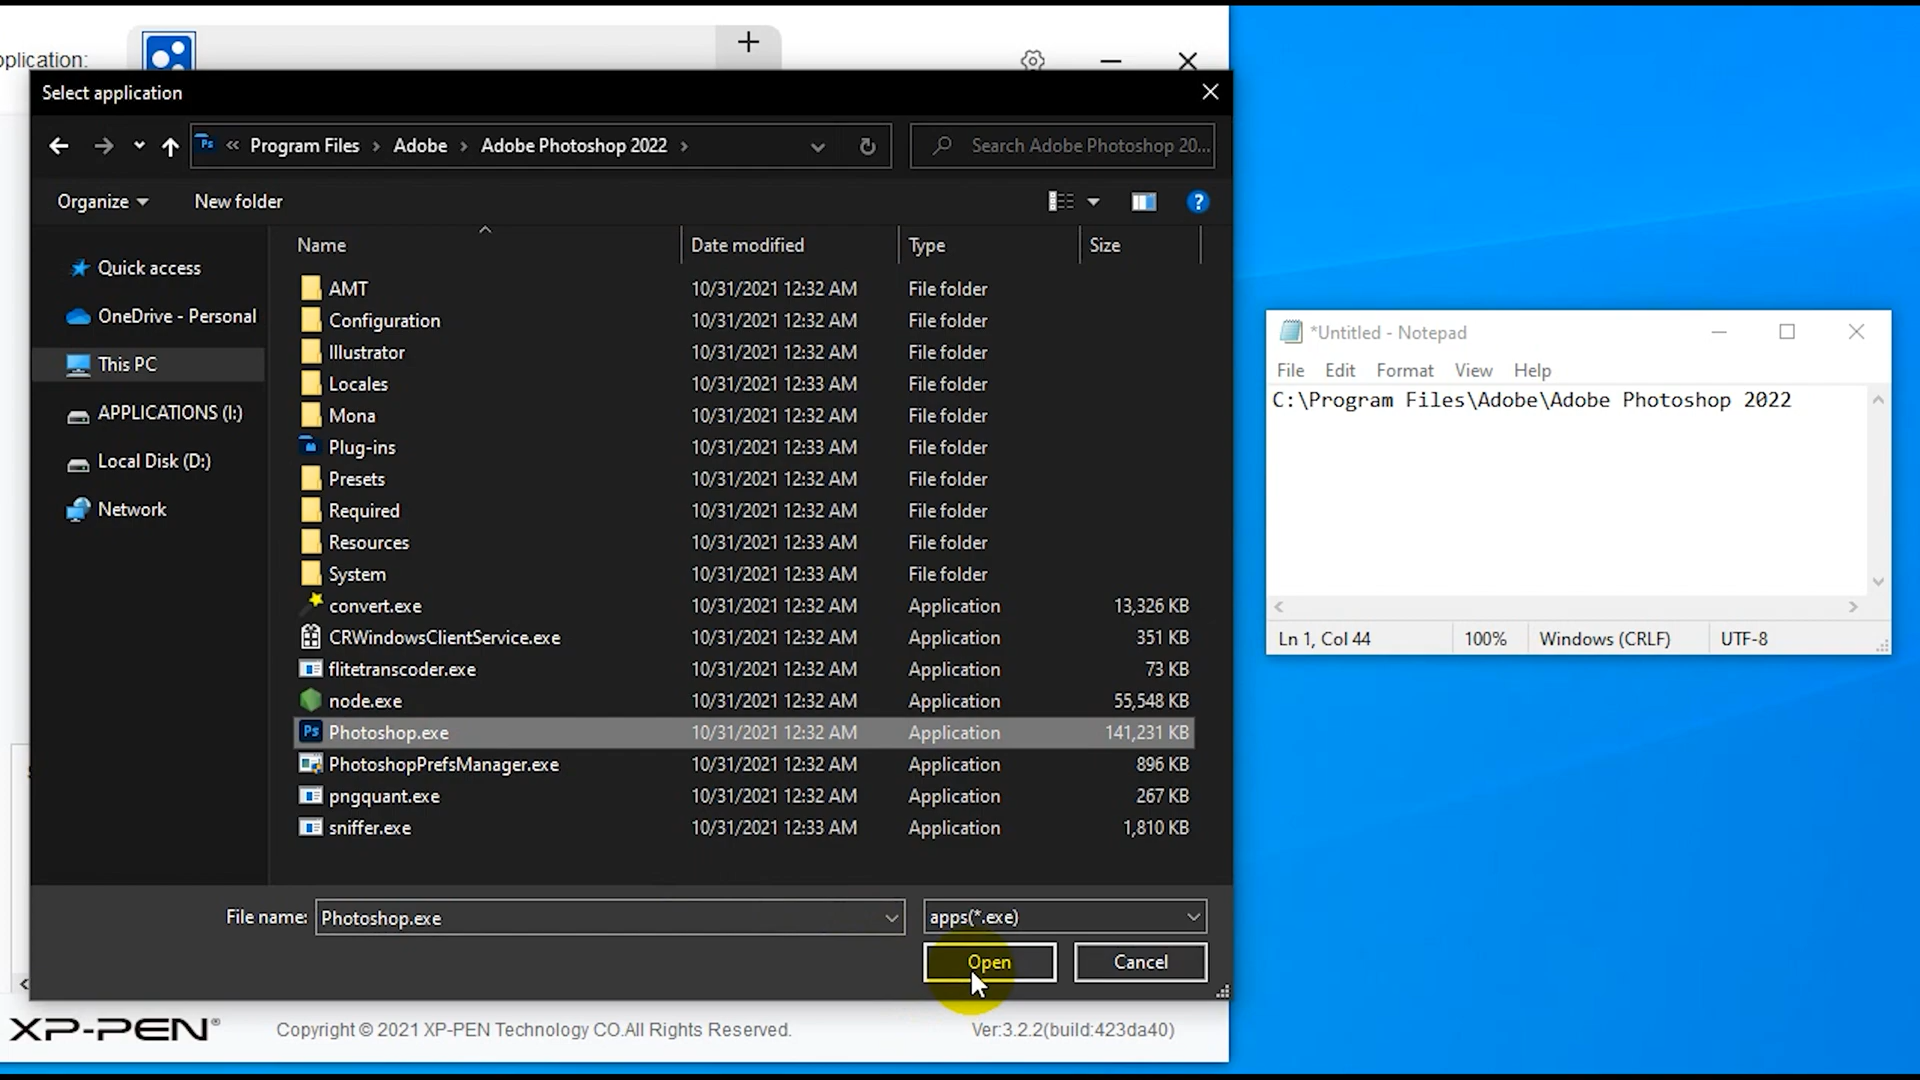 pplication:
Select application
Program Files
Adobe
Adobe Photoshop 2022
Search Adobe Photoshop 20...
Organize
New folder
Quick access
OneDrive - Personal
This PC
APPLICATIONS (I:)
Local Disk (D:)
Network
Name Date modified Type Size
AMT 10/31/2021 12:32 AM File folder
Configuration 10/31/2021 12:32 AM File folder
Illustrator 10/31/2021 12:32 AM File folder
Locales 10/31/2021 12:33 AM File folder
Mona 10/31/2021 12:32 AM File folder
Plug-ins 10/31/2021 12:33 AM File folder
Presets 10/31/2021 12:33 AM File folder
Required 10/31/2021 12:32 AM File folder
Resources 10/31/2021 12:33 AM File folder
System 10/31/2021 12:33 AM File folder
convert.exe 10/31/2021 12:32 AM Application 13,326 KB
CRWindowsClientService.exe 10/31/2021 12:32 AM Application 351 KB
flitetranscoder.exe 10/31/2021 12:32 AM Application 73 KB
node.exe 10/31/2021 12:32 AM Application 55,548 KB
Ps Photoshop.exe 10/31/2021 12:32 AM Application 141,231 KB
PhotoshopPrefsManager.exe 10/31/2021 12:32 AM Application 896 KB
pngquant.exe 10/31/2021 12:32 AM Application 267 KB
sniffer.exe 10/31/2021 12:33 AM Application 1,810 KB
File name: Photoshop.exe apps(*.exe)
Open Cancel
XP-PEN® Copyright © 2021 XP-PEN Technology CO.All Rights Reserved. Ver:3.2.2(build:423da40)
*Untitled - Notepad
File Edit Format View Help
C:\Program Files\Adobe\Adobe Photoshop 2022
Ln 1, Col 44 100% Windows (CRLF) UTF-8